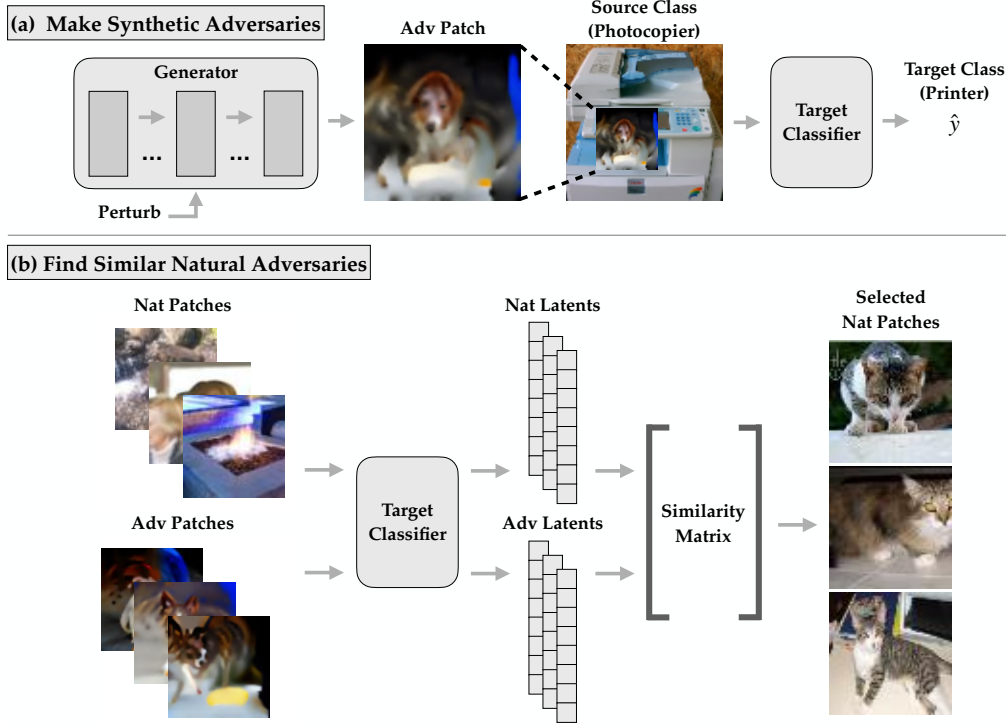 (a) Make Synthetic Adversaries
Generator
...
...
Perturb
Adv Patch
Source Class
(Photocopier)
Target
Classifier
Target Class
(Printer)
ŷ
(b) Find Similar Natural Adversaries
Nat Patches
Adv Patches
Target
Classifier
Nat Latents
Adv Latents
Similarity
Matrix
Selected
Nat Patches